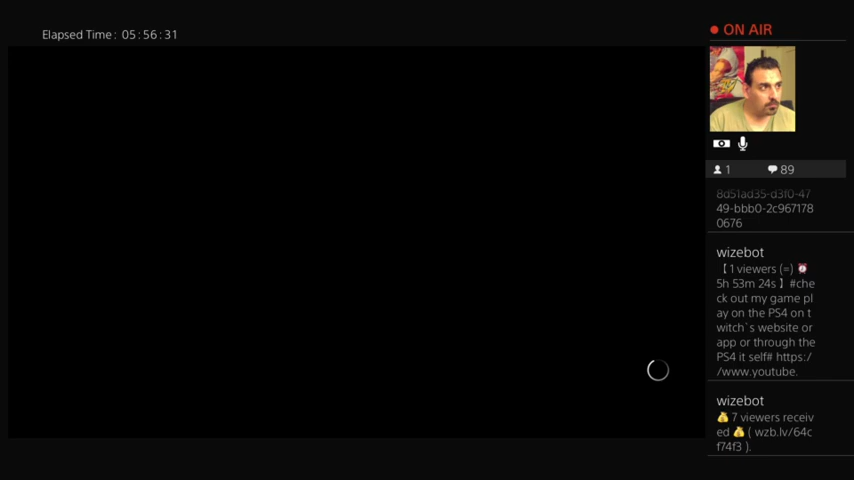 Elapsed Time: 05:56:31
ON AIR
1 89
8d51ad35-d3f0-47
49-bbb0-2c967178
0676
wizebot
【 1 viewers (=) ⏰
5h 53m 24s 】#che
ck out my game pl
ay on the PS4 on t
witch`s website or
app or through the
PS4 it self# https:/
/www.youtube.
wizebot
💰 7 viewers receiv
ed 💰 ( wzb.lv/64c
f74f3 ).